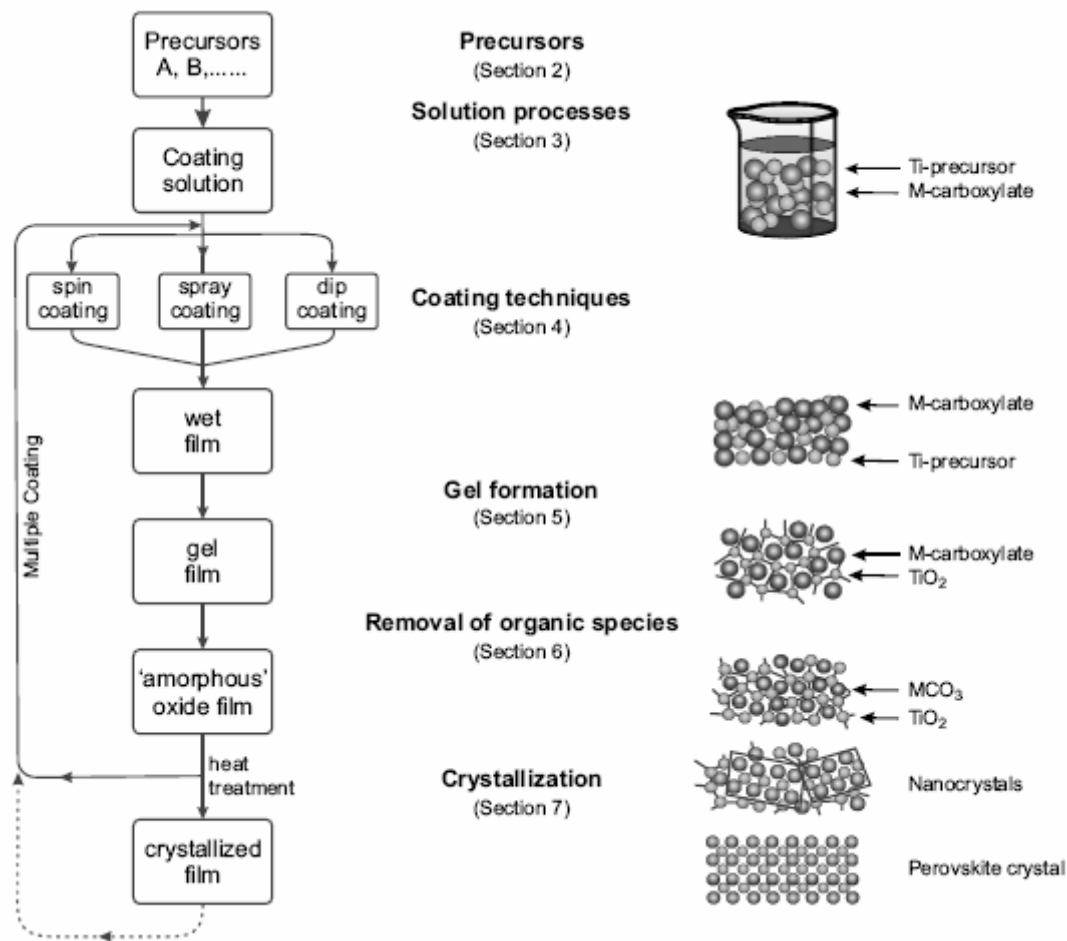 Precursors
A, B,......
Precursors
(Section 2)
Solution processes
(Section 3)
Coating
solution
Ti-precursor
M-carboxylate
spin
coating
spray
coating
dip
coating
Coating techniques
(Section 4)
wet
film
M-carboxylate
Ti-precursor
Multiple Coating
Gel formation
(Section 5)
gel
film
M-carboxylate
TiO₂
Removal of organic species
(Section 6)
'amorphous'
oxide film
MCO₃
TiO₂
heat
treatment
Crystallization
(Section 7)
Nanocrystals
crystallized
film
Perovskite crystal